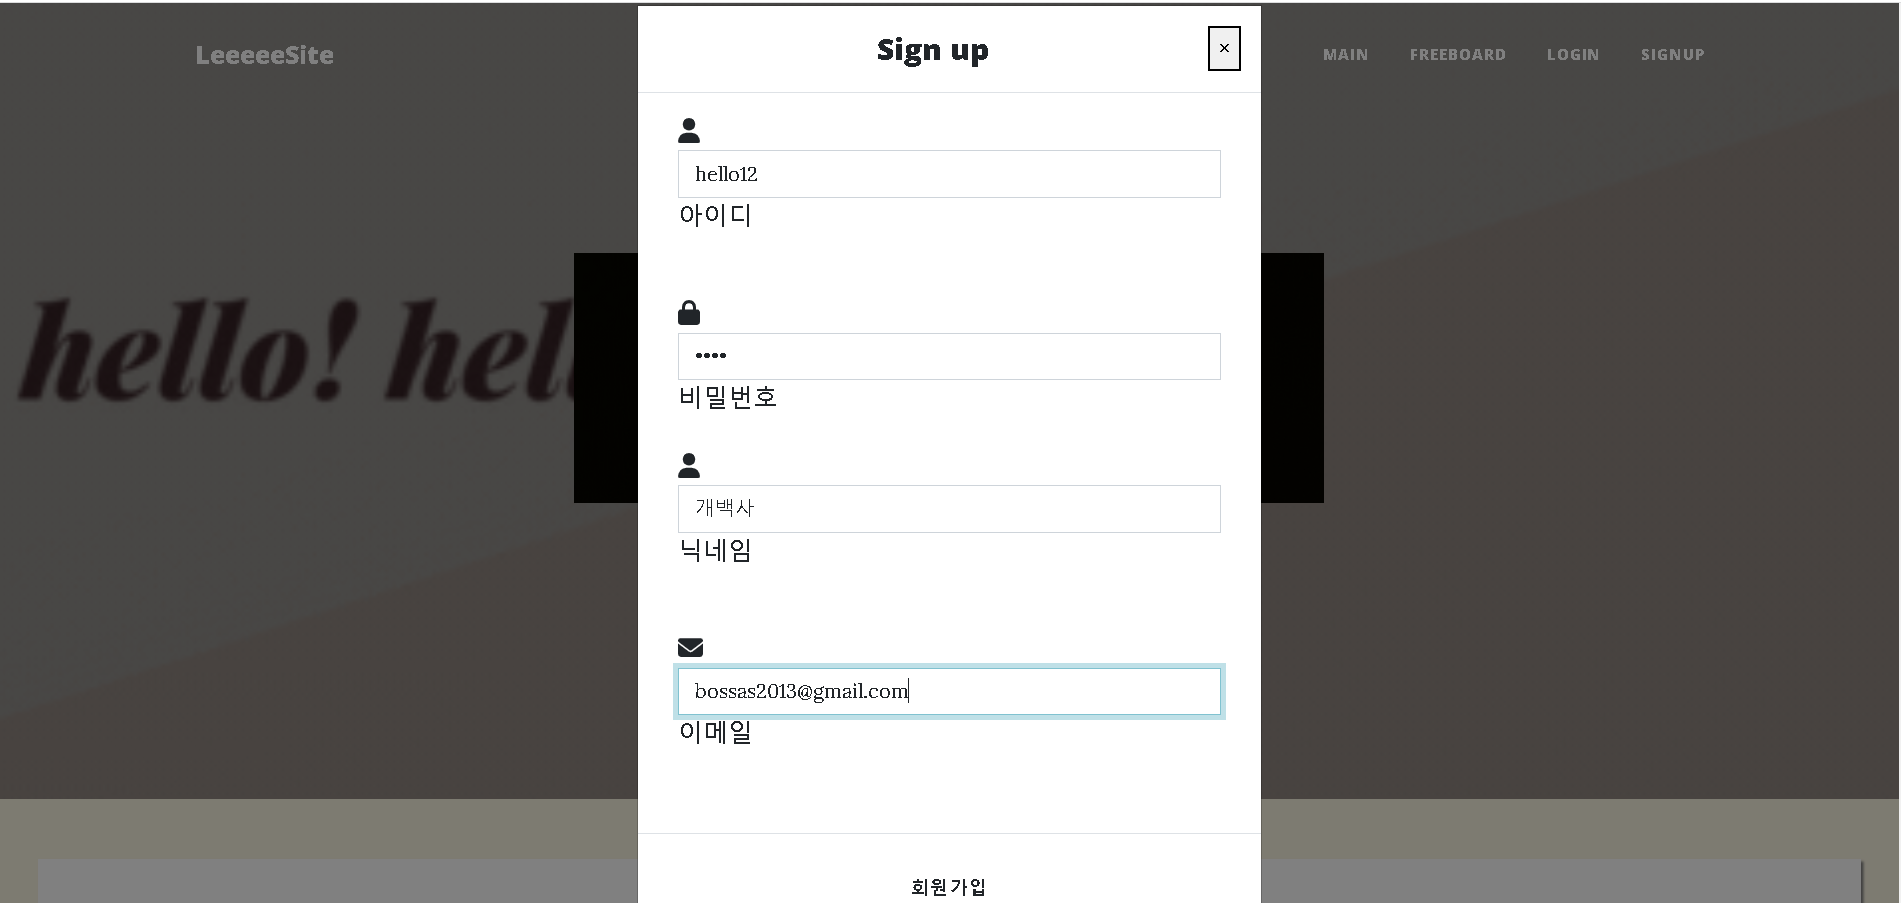 LeeeeeSite
MAIN FREEBOARD LOGIN SIGNUP
Sign up
×
hello12
아이디
••••
비밀번호
개백사
닉네임
bossas2013@gmail.com
이메일
회원가입
hello! hel